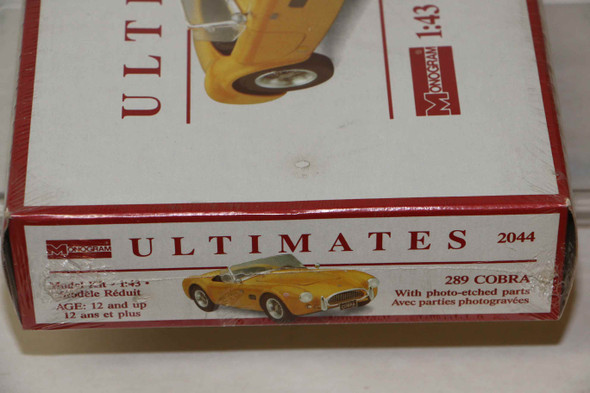 ULTI
MONOGRAM
1:43
MONOGRAM
ULTIMATES
2044
Model Kit • 1:43 •
Modèle Réduit
AGE: 12 and up
12 ans et plus
289 COBRA
With photo-etched parts
Avec parties photogravées